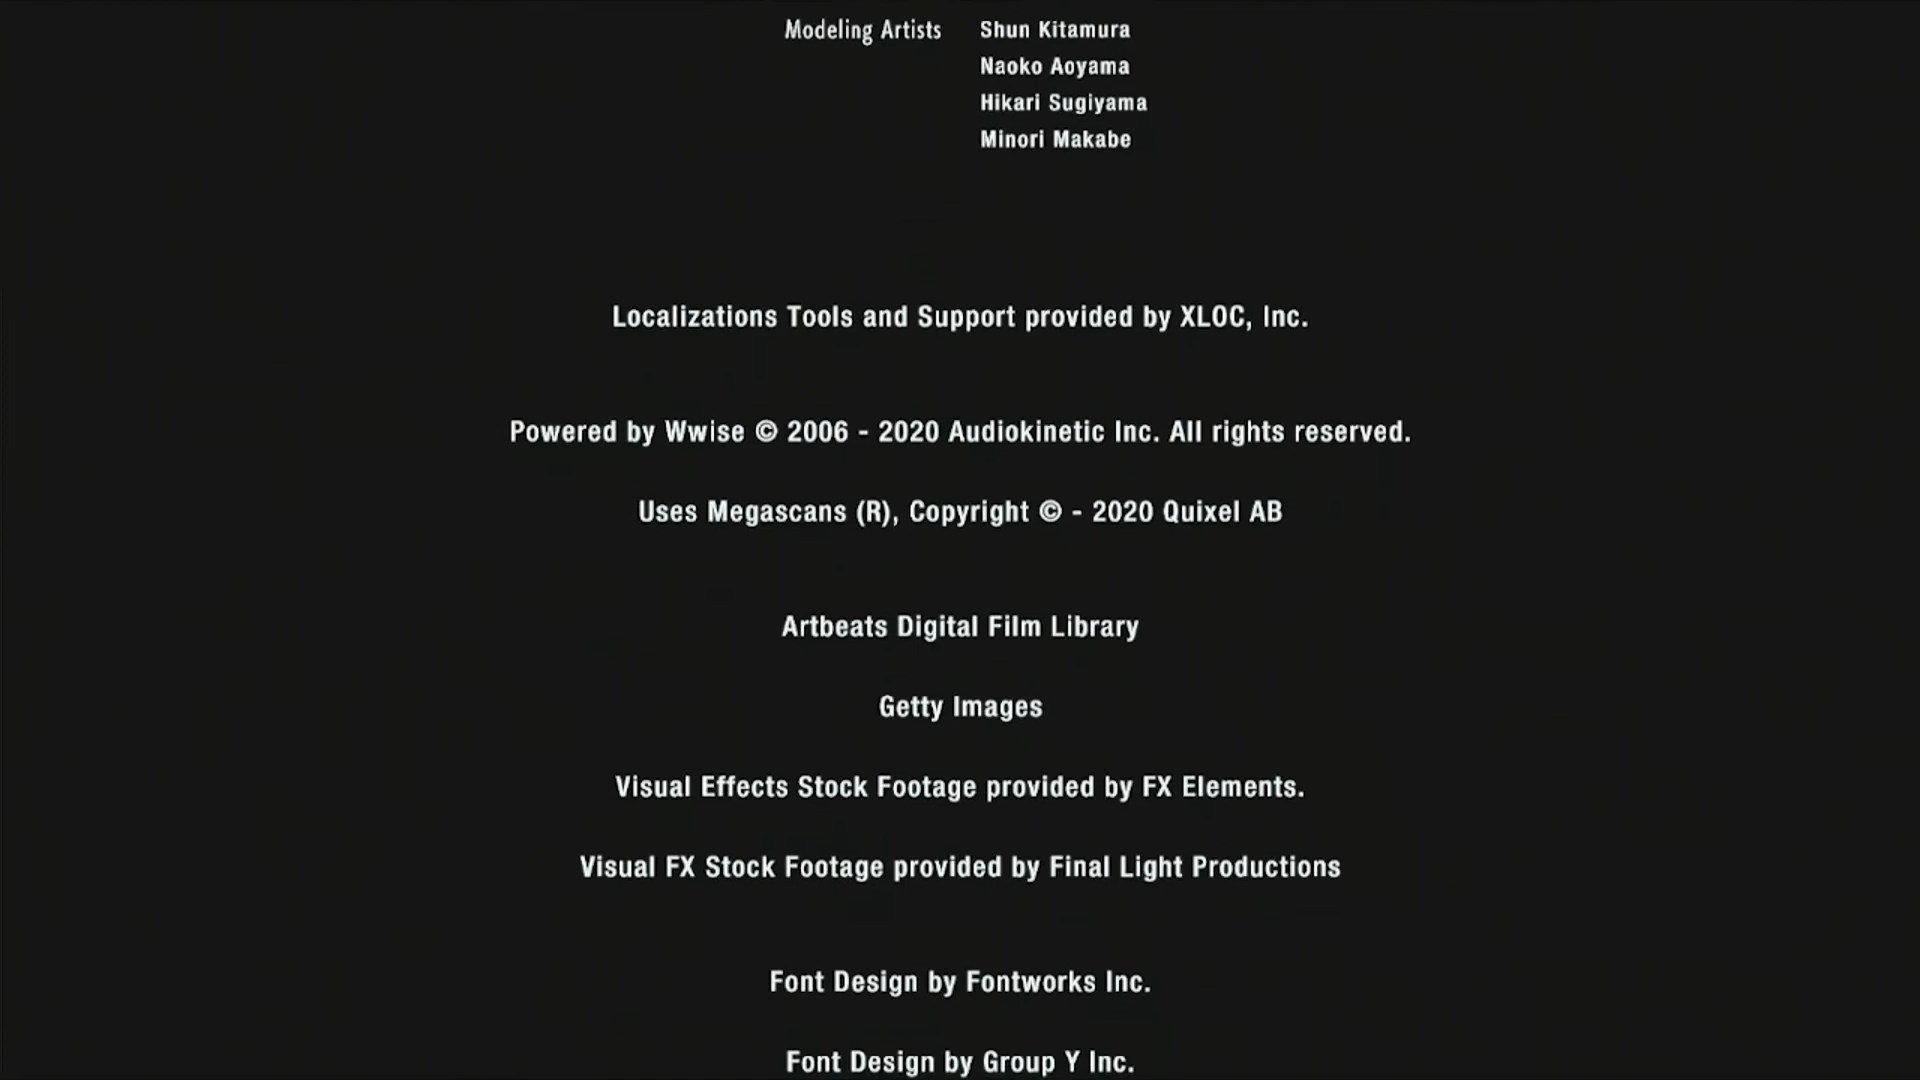 Modeling Artists Shun Kitamura
Naoko Aoyama
Hikari Sugiyama
Minori Makabe
Localizations Tools and Support provided by XLOC, Inc.
Powered by Wwise © 2006 - 2020 Audiokinetic Inc. All rights reserved.
Uses Megascans (R), Copyright © - 2020 Quixel AB
Artbeats Digital Film Library
Getty Images
Visual Effects Stock Footage provided by FX Elements.
Visual FX Stock Footage provided by Final Light Productions
Font Design by Fontworks Inc.
Font Design by Group Y Inc.